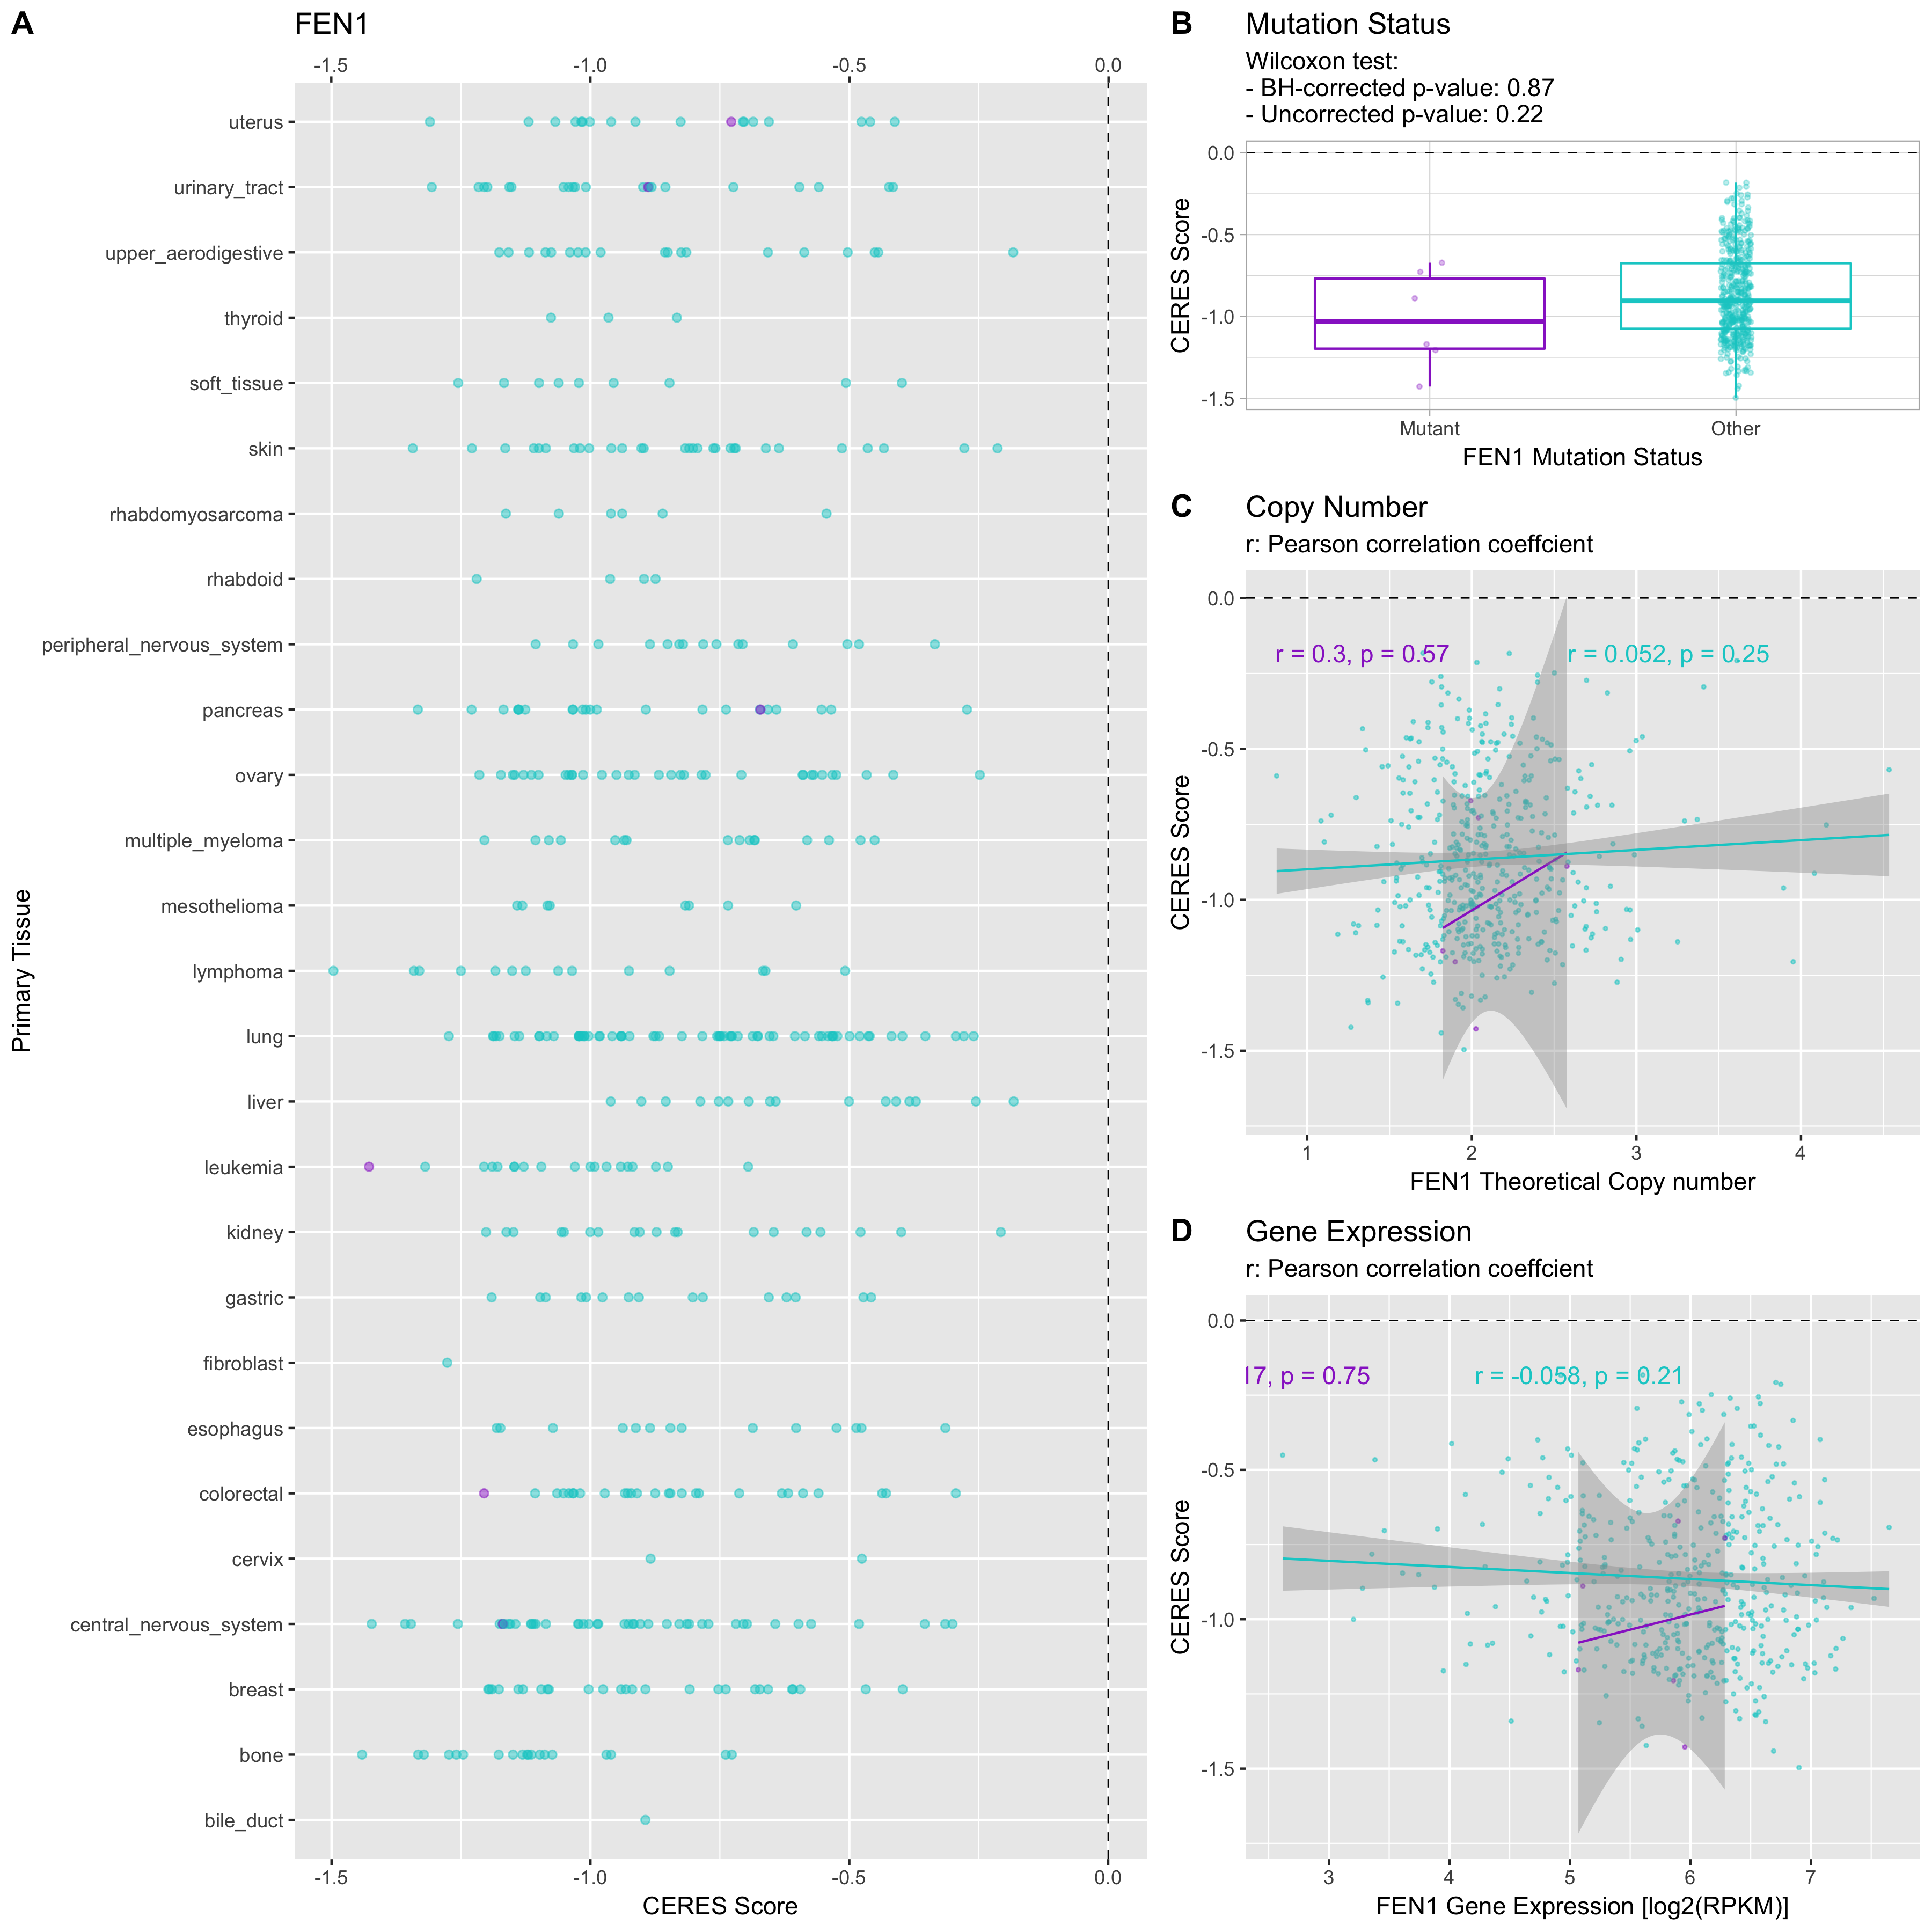 A
FEN1
-1.5 -1.0 -0.5 0.0
uterus
urinary_tract
upper_aerodigestive
thyroid
soft_tissue
skin
rhabdomyosarcoma
rhabdoid
peripheral_nervous_system
pancreas
ovary
multiple_myeloma
mesothelioma
lymphoma
lung
liver
leukemia
kidney
gastric
fibroblast
esophagus
colorectal
cervix
central_nervous_system
breast
bone
bile_duct
Primary Tissue
-1.5 -1.0 -0.5 0.0
CERES Score
B
Mutation Status
Wilcoxon test:
- BH-corrected p-value: 0.87
- Uncorrected p-value: 0.22
0.0
-0.5
-1.0
-1.5
CERES Score
Mutant Other
FEN1 Mutation Status
C
Copy Number
r: Pearson correlation coeffcient
0.0
-0.5
-1.0
-1.5
CERES Score
r = 0.3, p = 0.57
r = 0.052, p = 0.25
1 2 3 4
FEN1 Theoretical Copy number
D
Gene Expression
r: Pearson correlation coeffcient
0.0
-0.5
-1.0
-1.5
CERES Score
17, p = 0.75
r = -0.058, p = 0.21
3 4 5 6 7
FEN1 Gene Expression [log2(RPKM)]